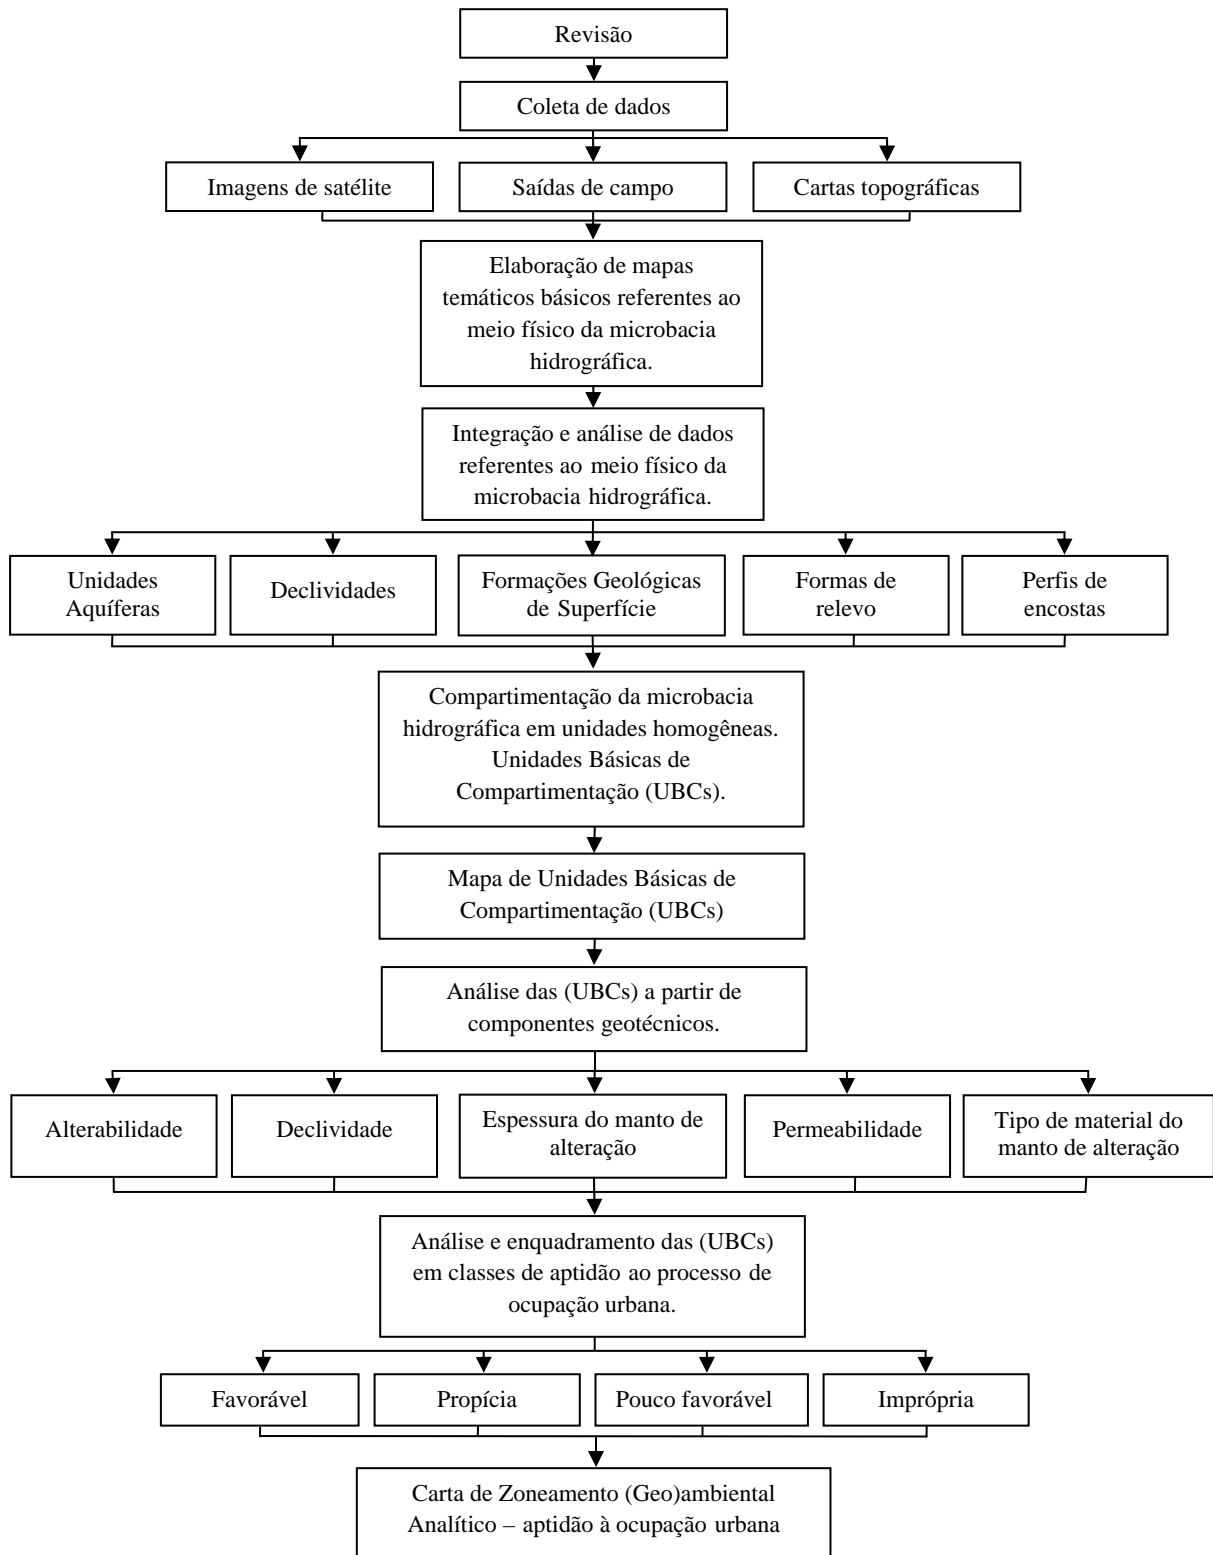 Revisão
Coleta de dados
Imagens de satélite
Saídas de campo
Cartas topográficas
Elaboração de mapas
temáticos básicos referentes ao
meio físico da microbacia
hidrográfica.
Integração e análise de dados
referentes ao meio físico da
microbacia hidrográfica.
Unidades
Aquíferas
Declividades
Formações Geológicas
de Superfície
Formas de
relevo
Perfis de
encostas
Compartimentação da microbacia
hidrográfica em unidades homogêneas.
Unidades Básicas de
Compartimentação (UBCs).
Mapa de Unidades Básicas de
Compartimentação (UBCs)
Análise das (UBCs) a partir de
componentes geotécnicos.
Alterabilidade
Declividade
Espessura do manto de
alteração
Permeabilidade
Tipo de material do
manto de alteração
Análise e enquadramento das (UBCs)
em classes de aptidão ao processo de
ocupação urbana.
Favorável
Propícia
Pouco favorável
Imprópria
Carta de Zoneamento (Geo)ambiental
Analítico – aptidão à ocupação urbana